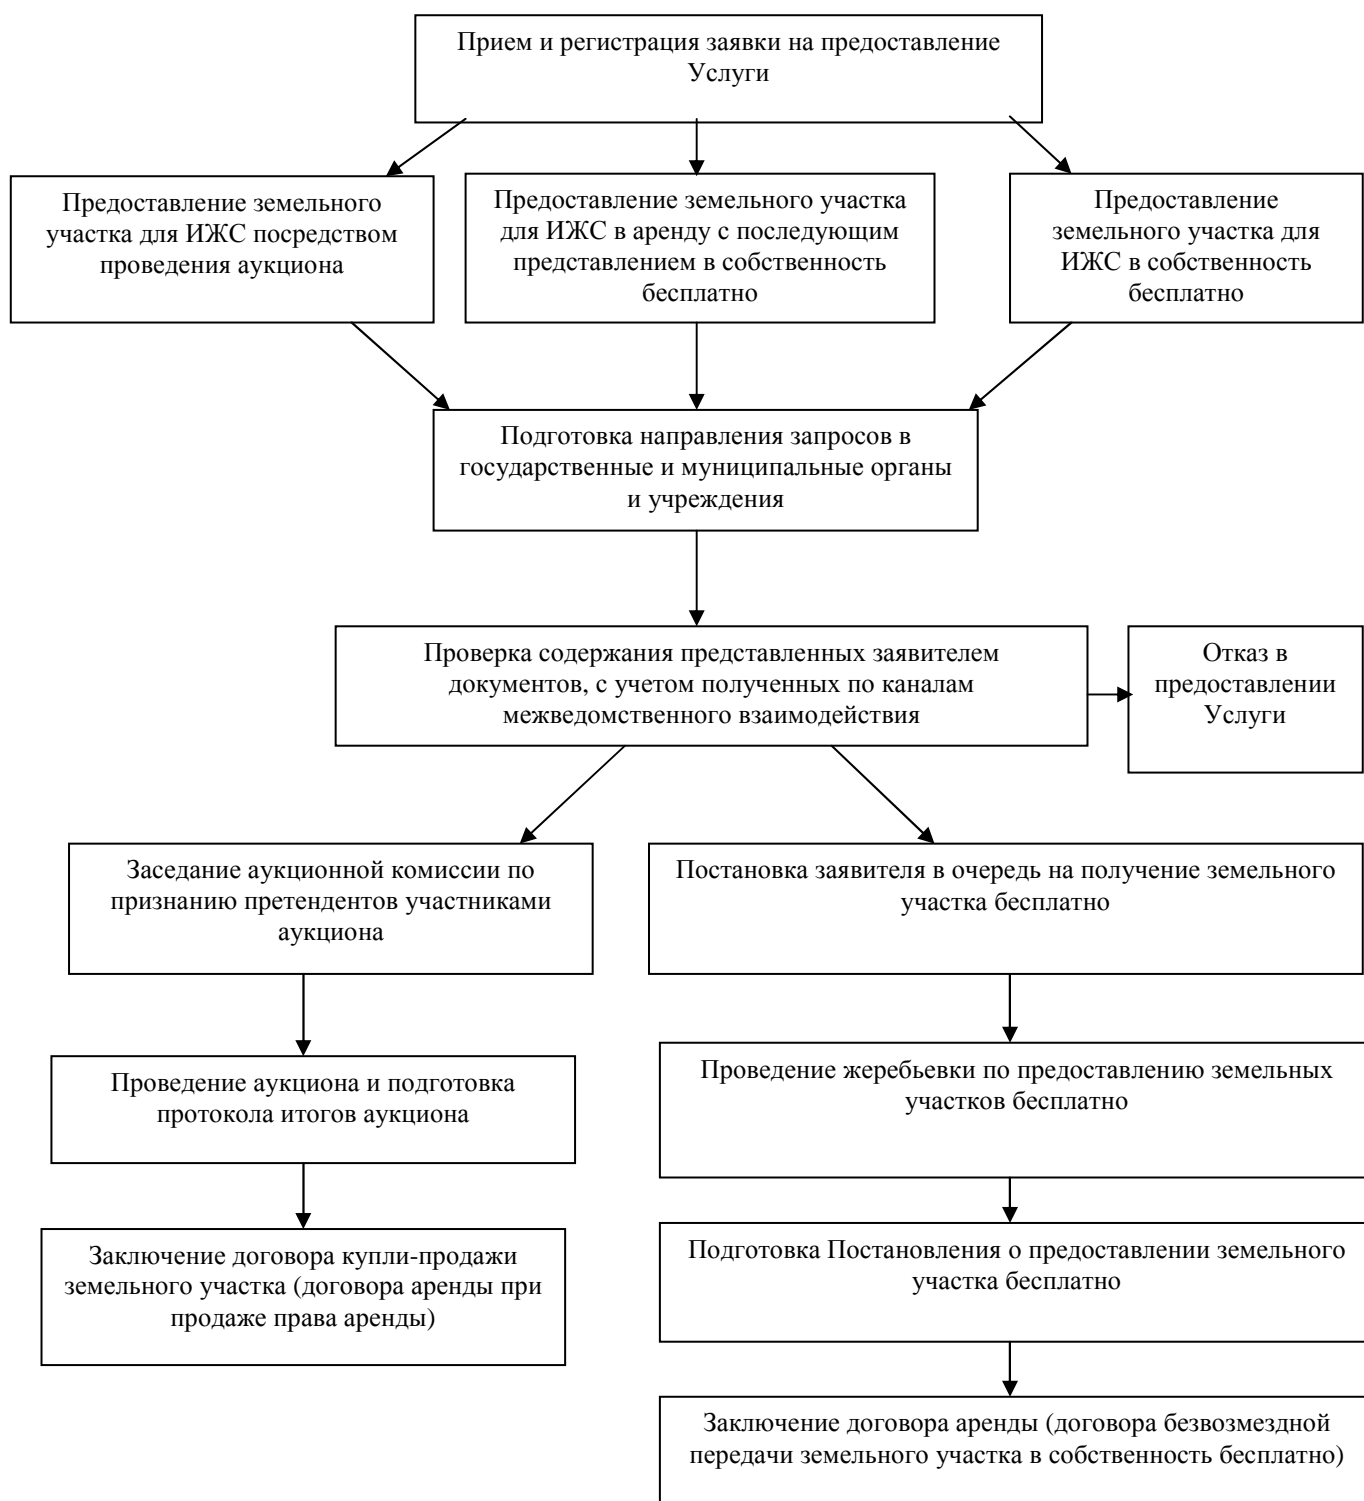 Прием и регистрация заявки на предоставление
Услуги
Предоставление земельного
участка для ИЖС посредством
проведения аукциона
Предоставление земельного участка
для ИЖС в аренду с последующим
представлением в собственность
бесплатно
Предоставление
земельного участка для
ИЖС в собственность
бесплатно
Подготовка направления запросов в
государственные и муниципальные органы
и учреждения
Проверка содержания представленных заявителем
документов, с учетом полученных по каналам
межведомственного взаимодействия
Отказ в
предоставлении
Услуги
Заседание аукционной комиссии по
признанию претендентов участниками
аукциона
Постановка заявителя в очередь на получение земельного
участка бесплатно
Проведение аукциона и подготовка
протокола итогов аукциона
Проведение жеребьевки по предоставлению земельных
участков бесплатно
Заключение договора купли-продажи
земельного участка (договора аренды при
продаже права аренды)
Подготовка Постановления о предоставлении земельного
участка бесплатно
Заключение договора аренды (договора безвозмездной
передачи земельного участка в собственность бесплатно)